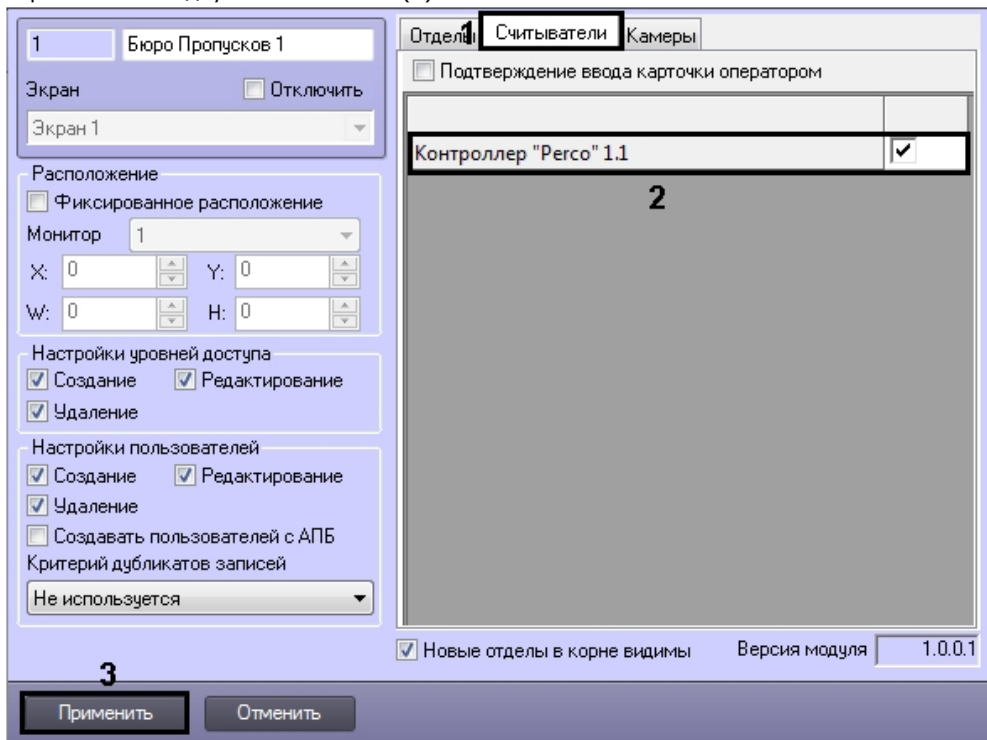 1 Бюро Пропусков 1
Экран Отключить
Экран 1
Расположение
Фиксированное расположение
Монитор 1
X: 0 Y: 0
W: 0 H: 0
Настройки уровней доступа
Создание Редактирование
Удаление
Настройки пользователей
Создание Редактирование
Удаление
Создавать пользователей с АПБ
Критерий дубликатов записей
Не используется
1
Отделы Считыватели Камеры
Подтверждение ввода карточки оператором
Контроллер "Perco" 1.1
2
Новые отделы в корне видимы Версия модуля 1.0.0.1
3
Применить Отменить